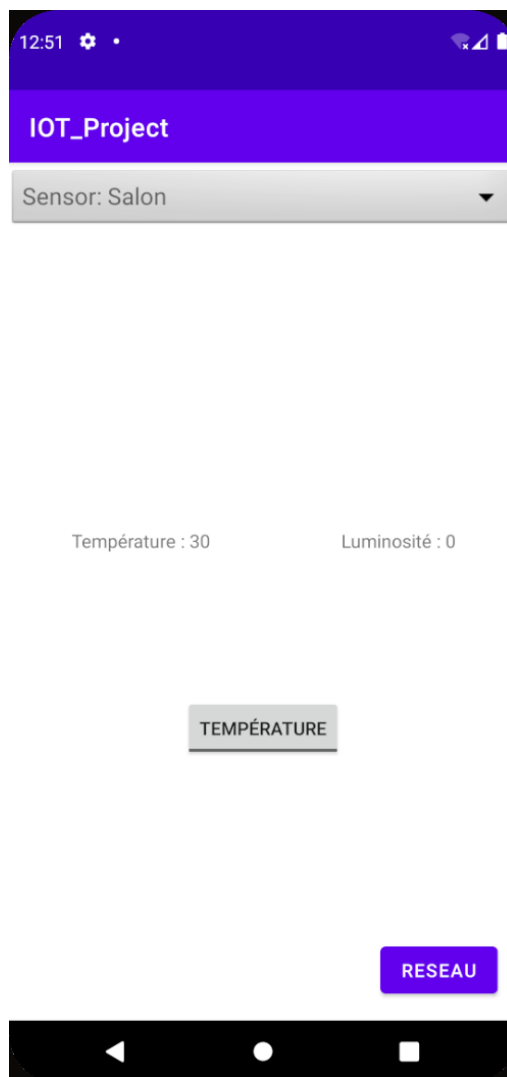 12:51
IOT_Project
Sensor: Salon
Température : 30 Luminosité : 0
TEMPÉRATURE
RESEAU